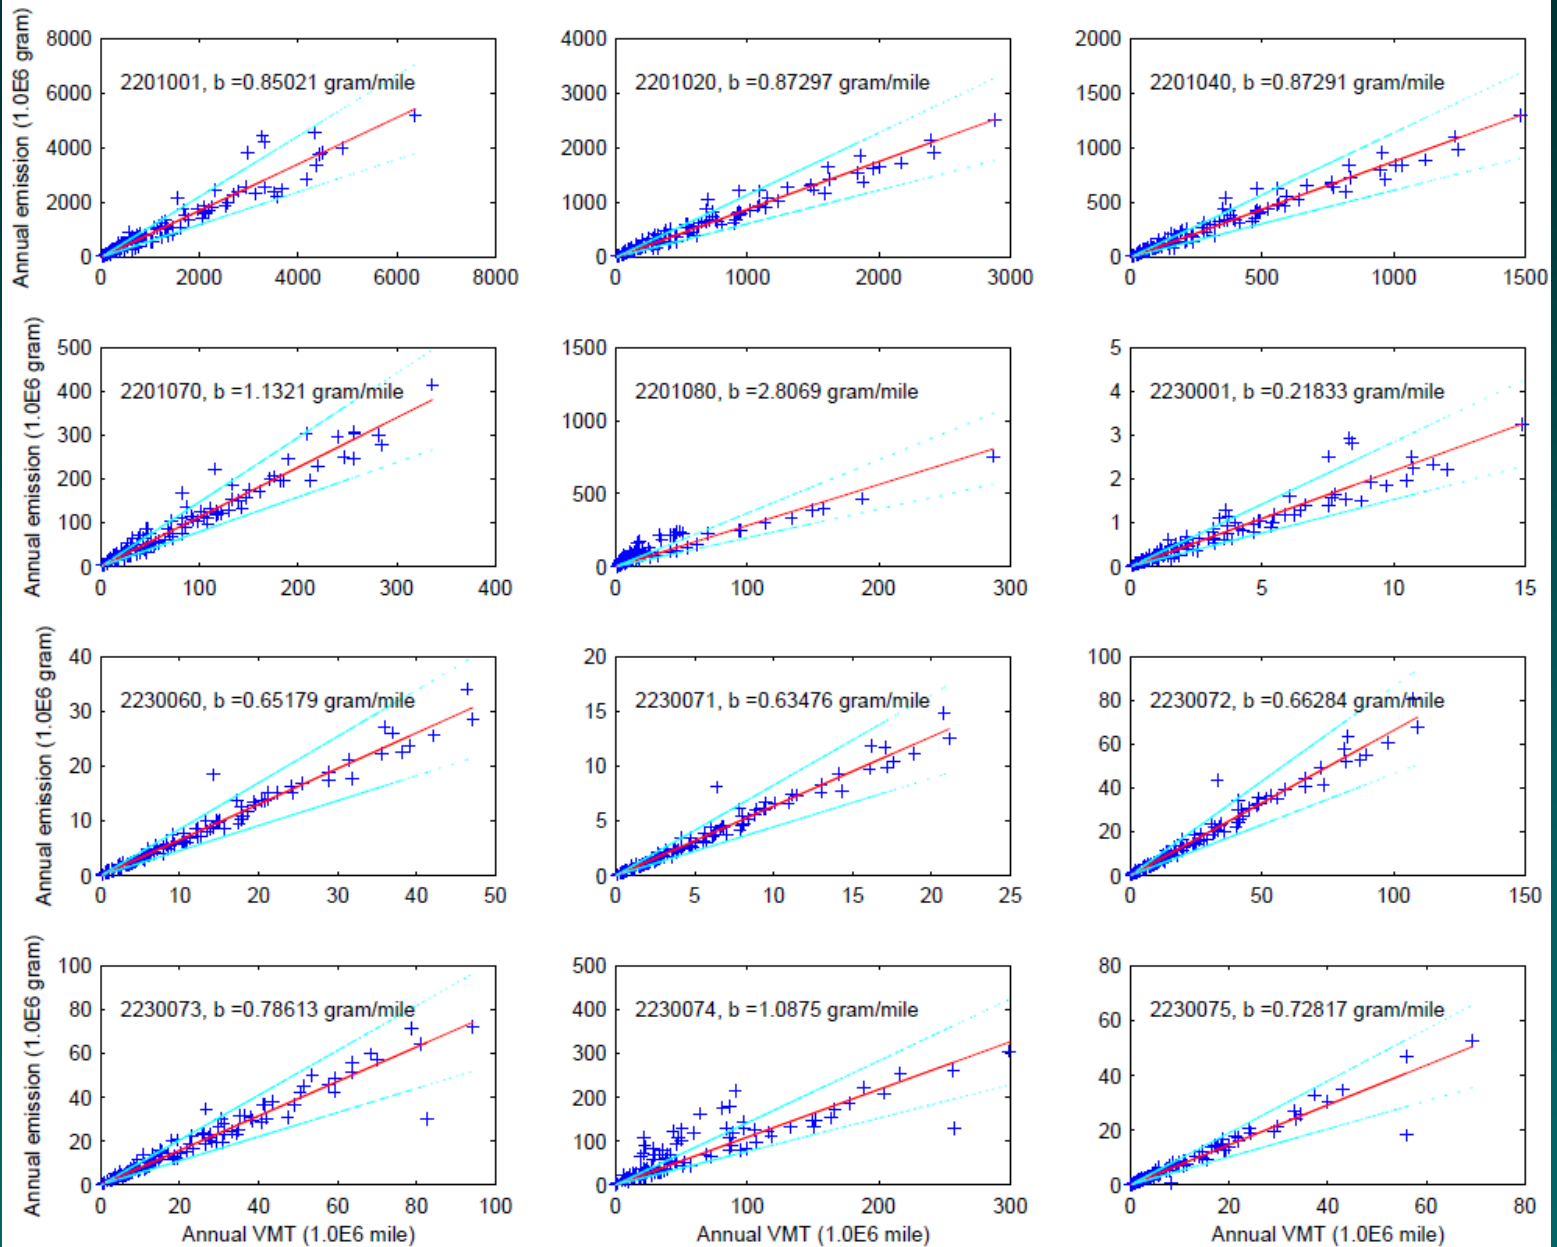 Annual emission (1.0E6 gram)
8000
6000
4000
2000
0
2201001, b =0.85021 gram/mile
0 2000 4000 6000 8000
4000
3000
2000
1000
0
2201020, b =0.87297 gram/mile
0 1000 2000 3000
2000
1500
1000
500
0
2201040, b =0.87291 gram/mile
0 500 1000 1500
Annual emission (1.0E6 gram)
500
400
300
200
100
0
2201070, b =1.1321 gram/mile
0 100 200 300 400
1500
1000
500
0
2201080, b =2.8069 gram/mile
0 100 200 300
5
4
3
2
1
0
2230001, b =0.21833 gram/mile
0 5 10 15
Annual emission (1.0E6 gram)
40
30
20
10
0
2230060, b =0.65179 gram/mile
0 10 20 30 40 50
20
15
10
5
0
2230071, b =0.63476 gram/mile
0 5 10 15 20 25
100
80
60
40
20
0
2230072, b =0.66284 gram/mile
0 50 100 150
Annual emission (1.0E6 gram)
100
80
60
40
20
0
2230073, b =0.78613 gram/mile
0 20 40 60 80 100
Annual VMT (1.0E6 mile)
500
400
300
200
100
0
2230074, b =1.0875 gram/mile
0 100 200 300
Annual VMT (1.0E6 mile)
80
60
40
20
0
2230075, b =0.72817 gram/mile
0 20 40 60 80
Annual VMT (1.0E6 mile)